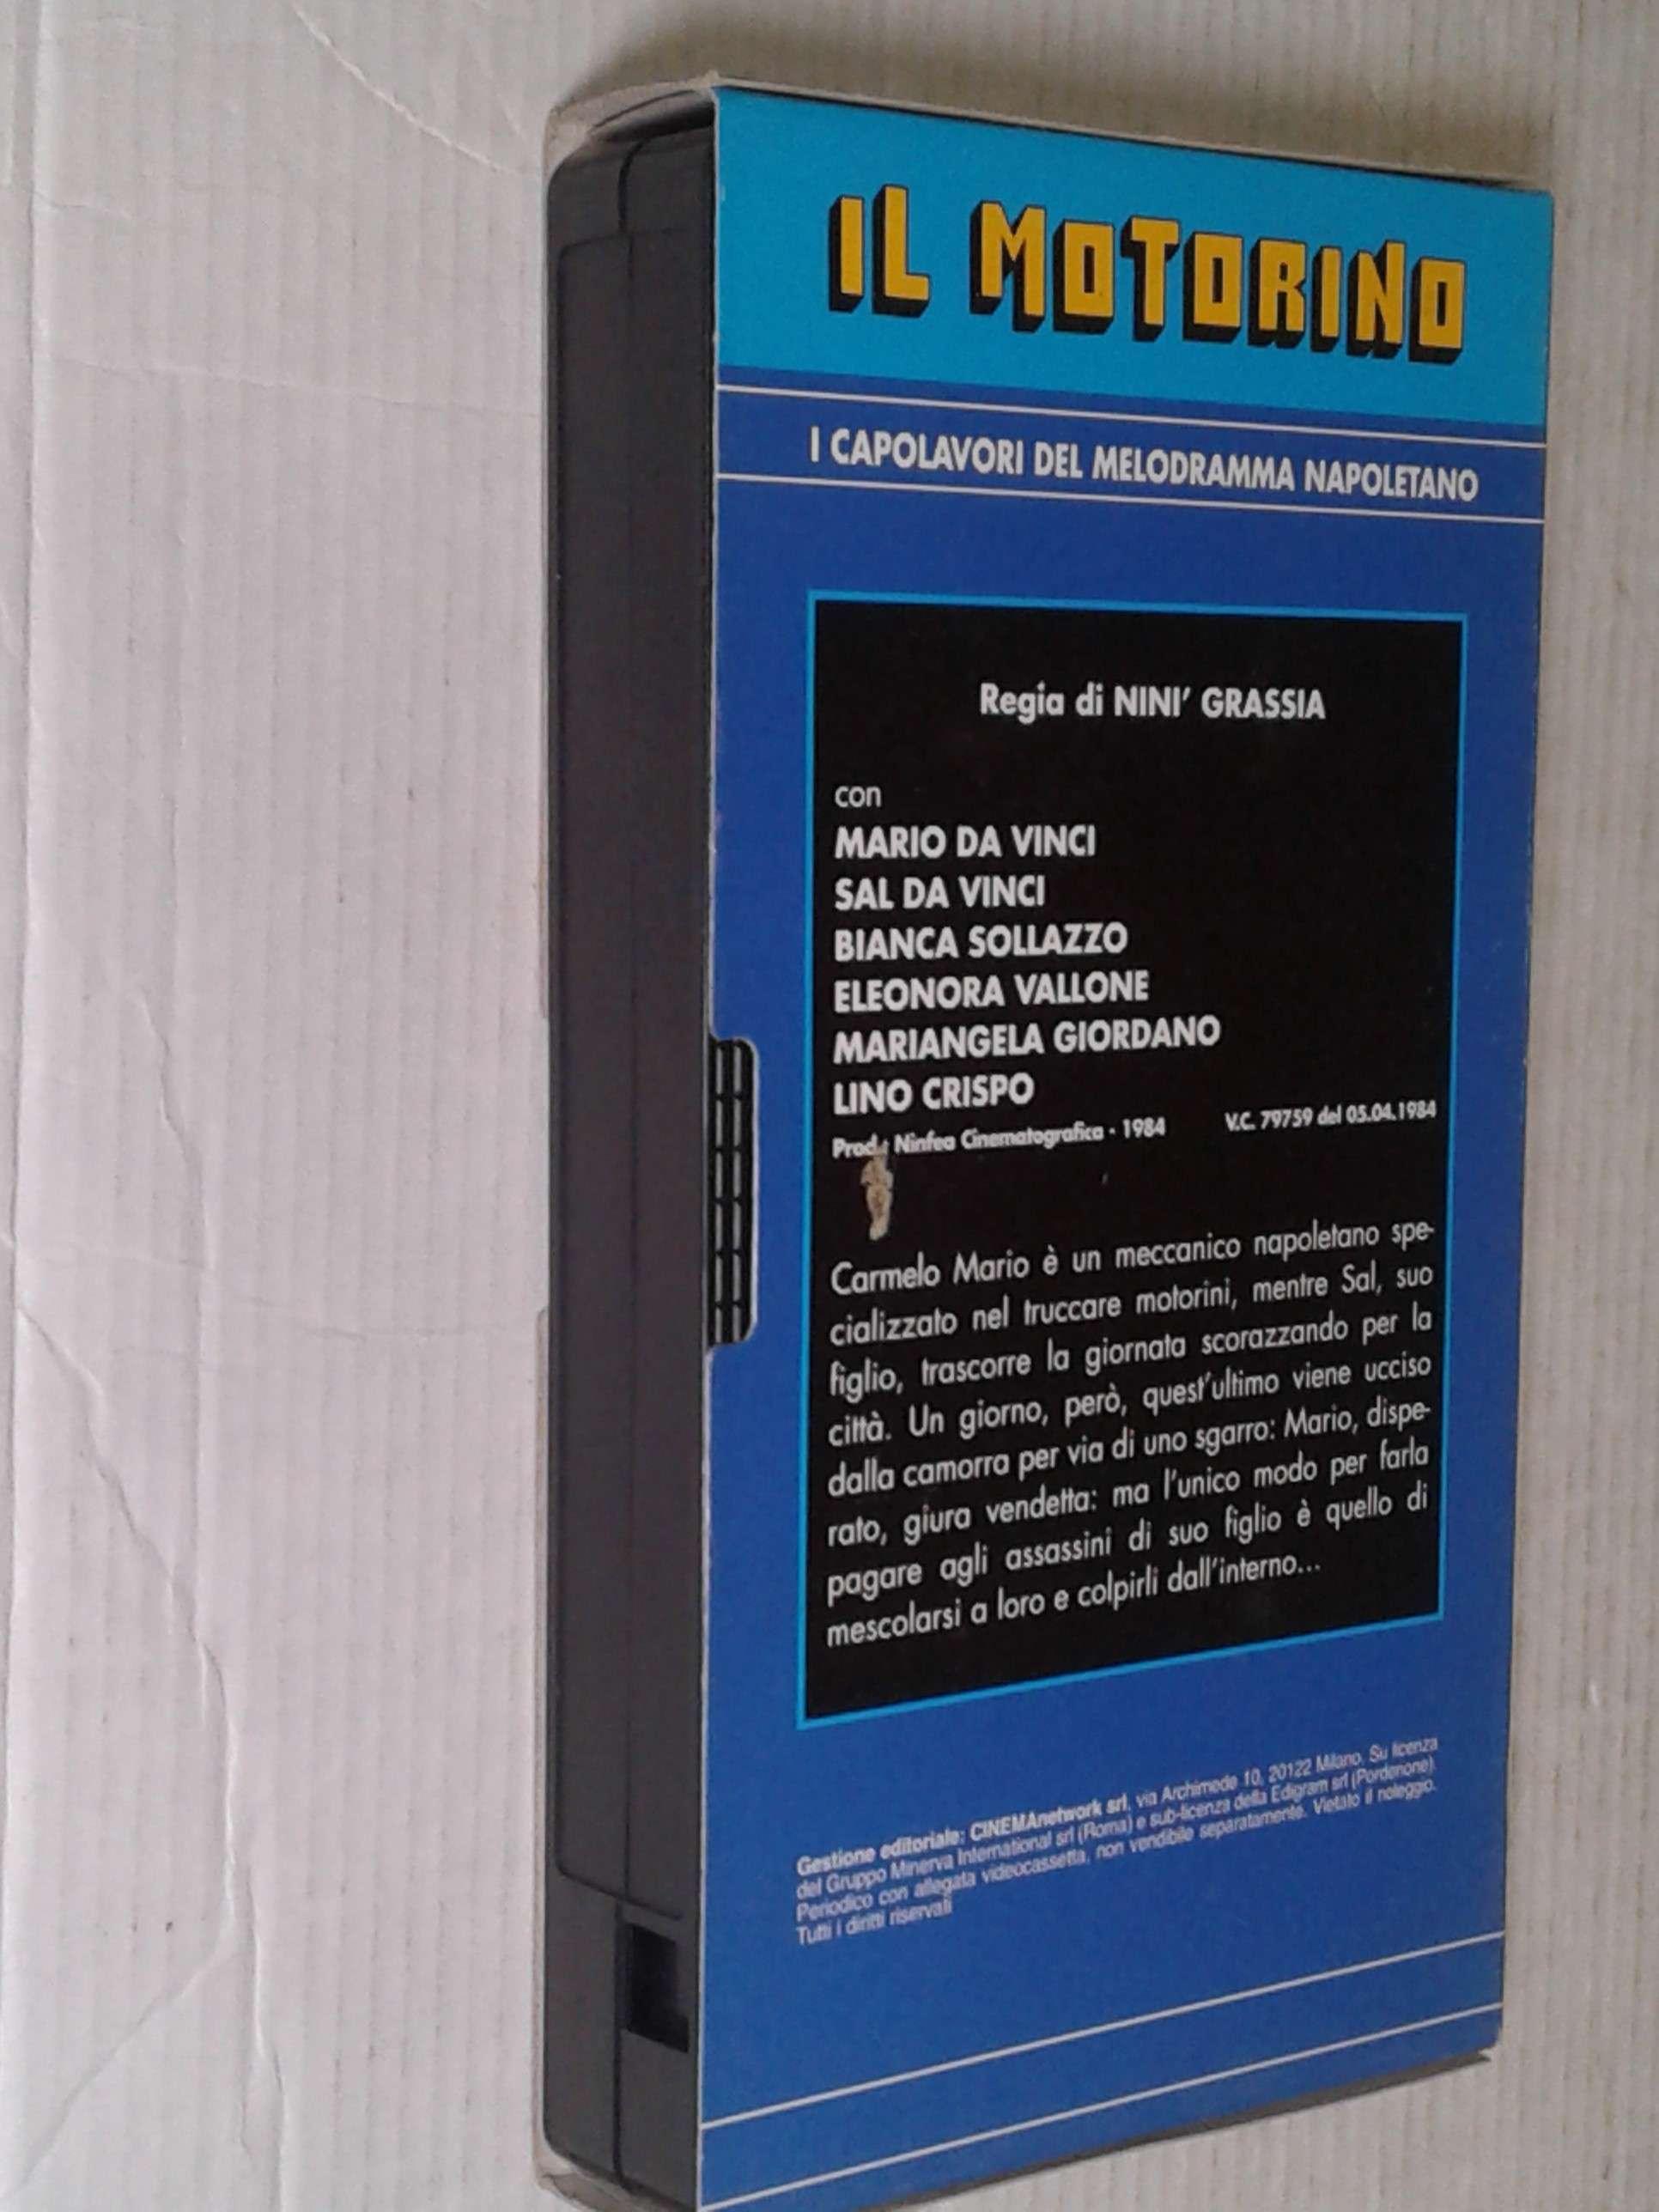 IL MOTORINO
I CAPOLAVORI DEL MELODRAMMA NAPOLETANO
Regia di NINI' GRASSIA
con
MARIO DA VINCI
SAL DA VINCI
BIANCA SOLLAZZO
ELEONORA VALLONE
MARIANGELA GIORDANO
LINO CRISPO
Prod.: Ninfea Cinematografica - 1984 V.C. 79759 del 05.04.1984
Carmelo Mario è un meccanico napoletano spe-
cializzato nel truccare motorini, mentre Sal, suo
figlio, trascorre la giornata scorazzando per la
città. Un giorno, però, quest'ultimo viene ucciso
dalla camorra per via di uno sgarro: Mario, dispe-
rato, giura vendetta: ma l'unico modo per farla
pagare agli assassini di suo figlio è quello di
mescolarsi a loro e colpirli dall'interno...
Gestione editoriale: CINEMAnetwork srl, via Archimede 10, 20122 Milano. Su licenza
del Gruppo Minerva International srl (Roma) e sub-licenza della Edigram srl (Pordenone).
Periodico con allegata videocassetta, non vendibile separatamente. Vietato il noleggio.
Tutti i diritti riservati